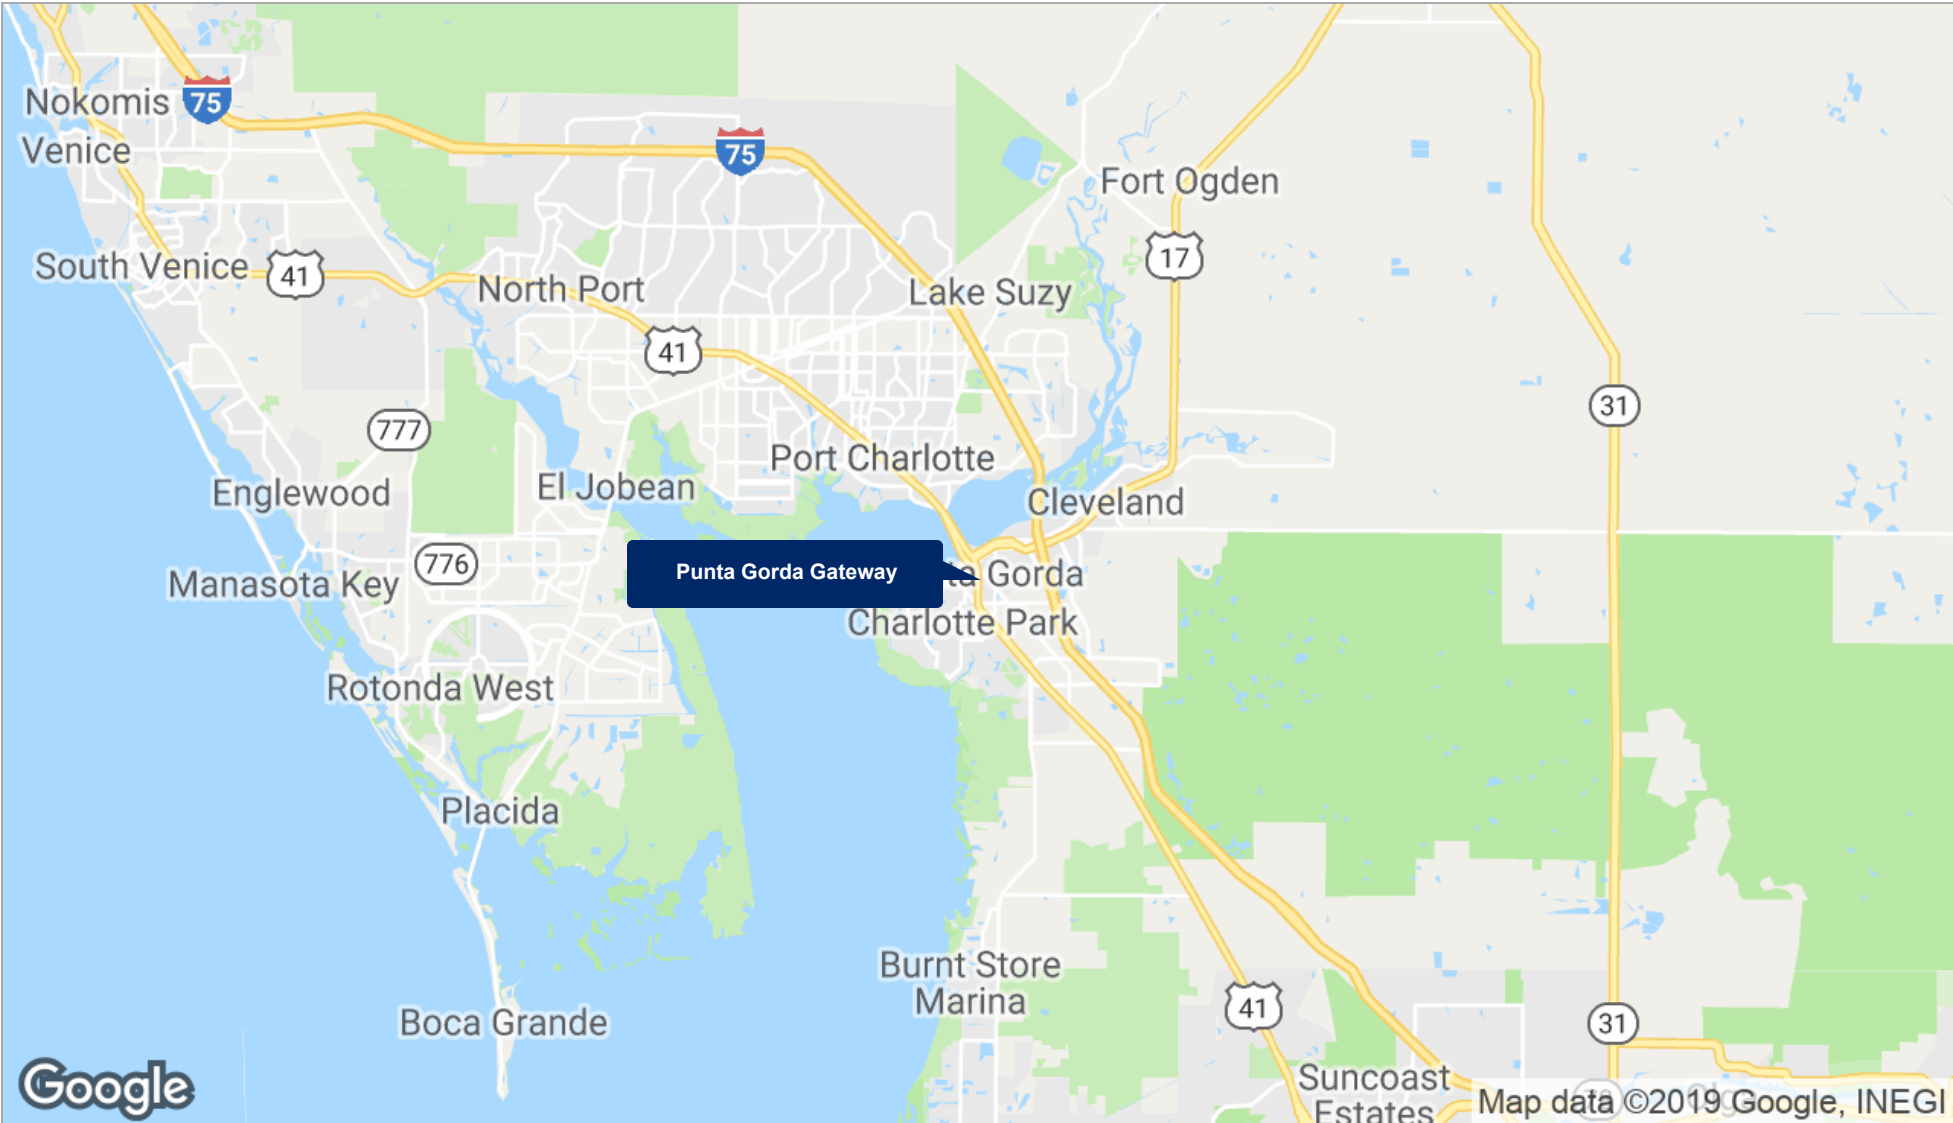 Nokomis
75
Venice
75
Fort Ogden
South Venice
41
17
North Port
Lake Suzy
41
31
777
Port Charlotte
El Jobean
Englewood
Cleveland
776
Punta Gorda Gateway
ta Gorda
Manasota Key
Charlotte Park
Rotonda West
Placida
Burnt Store
Marina
41
Boca Grande
31
Suncoast
Estates
Google
Map data ©2019 Google, INEGI